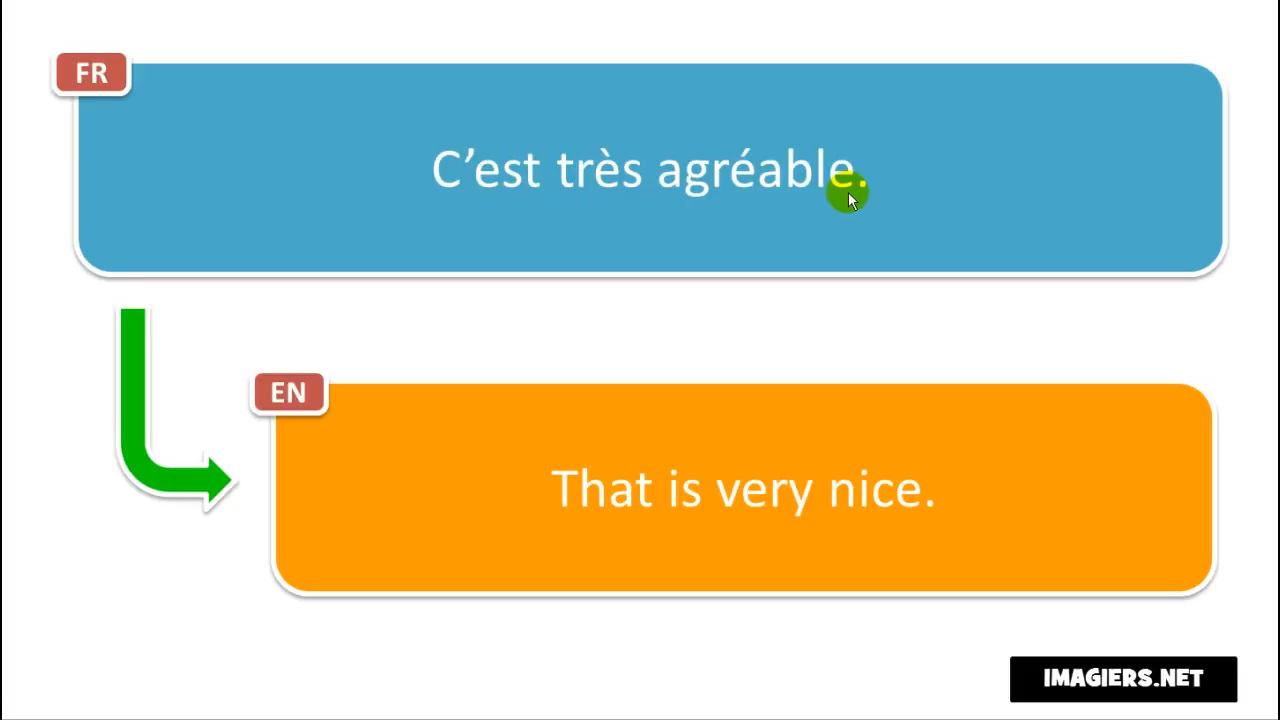 FR
C’est très agréable.
EN
That is very nice.
IMAGIERS.NET